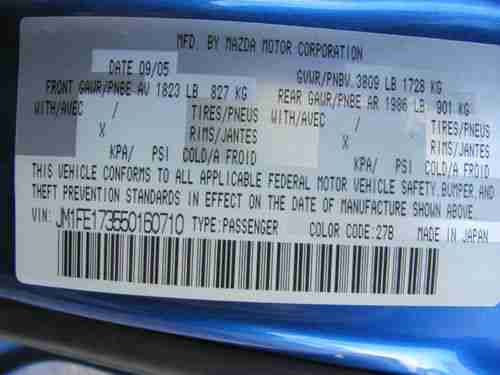 MFD. BY MAZDA MOTOR CORPORATION
DATE 09/05 GVWR/PNBV. 3809 LB 1728 KG
FRONT GAWR/PNBE AV 1823 LB 827 KG REAR GAWR/PNBE AR 1986 LB 901 KG
WITH/AVEC / TIRES/PNEUS WITH/AVEC / TIRES/PNEUS
X RIMS/JANTES X RIMS/JANTES
KPA/ PSI COLD/A FROID KPA/ PSI COLD/A FROID
THIS VEHICLE CONFORMS TO ALL APPLICABLE FEDERAL MOTOR VEHICLE SAFETY, BUMPER, AND
THEFT PREVENTION STANDARDS IN EFFECT ON THE DATE OF MANUFACTURE SHOWN ABOVE.
VIN: JM1FE173550160710 TYPE:PASSENGER COLOR CODE:27B MADE IN JAPAN